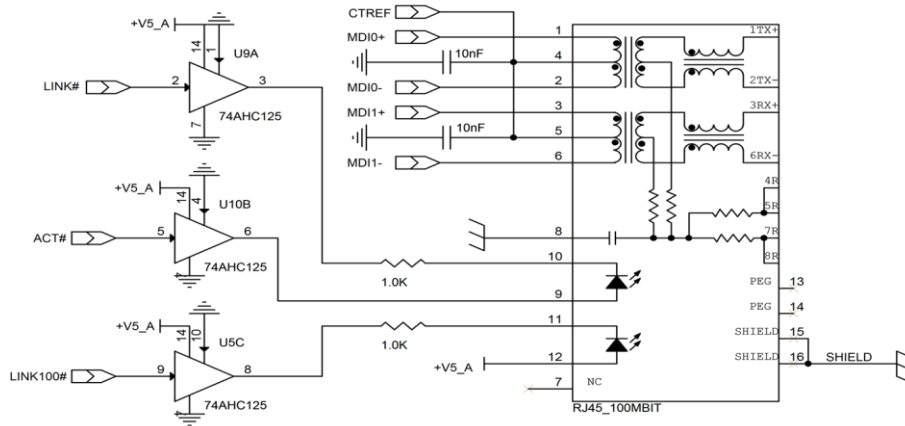 CTREF
+V5_A
MDI0+
1
1TX+
14
1
U9A
10nF
4
LINK#
2
3
MDI0-
2
2TX-
74AHC125
MDI1+
3
3RX+
7
10nF
5
MDI1-
6
6RX-
+V5_A
14
4
U10B
4R
5R
ACT#
5
6
8
7R
8R
74AHC125
7
10
1.0K
9
PEG
13
PEG
14
+V5_A
14
10
U5C
11
SHIELD
15
1.0K
12
SHIELD
16
SHIELD
+V5_A
LINK100#
9
8
7
NC
74AHC125
7
RJ45_100MBIT